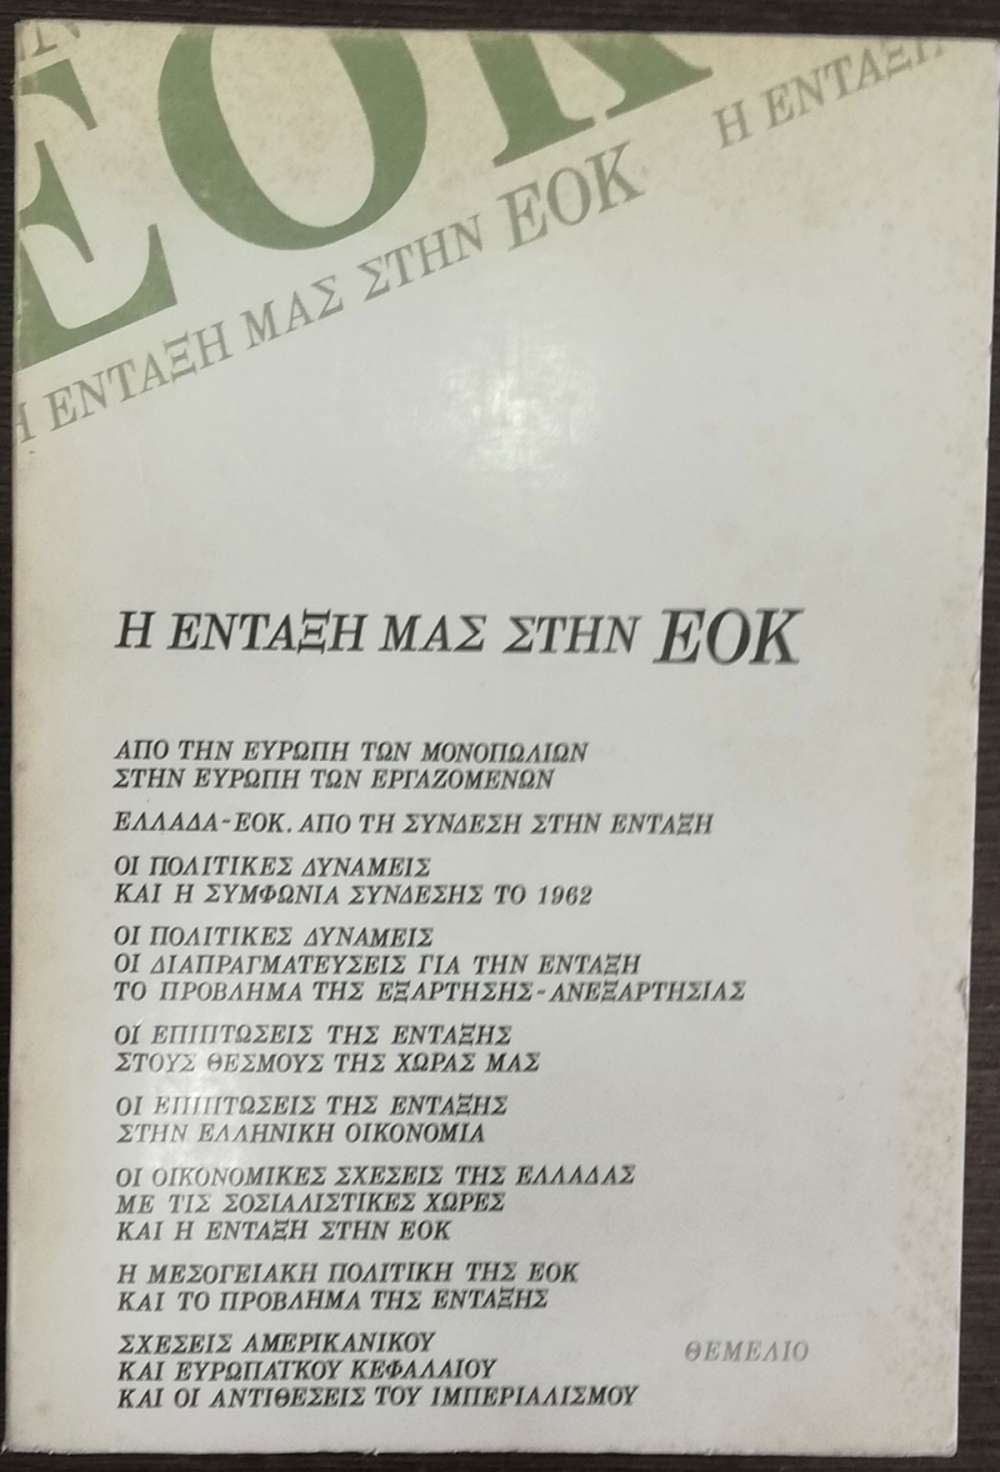 ΕΟΚ
Η ΕΝΤΑΞΗ
Η ΕΝΤΑΞΗ ΜΑΣ ΣΤΗΝ ΕΟΚ
Η ΕΝΤΑΞΗ ΜΑΣ ΣΤΗΝ ΕΟΚ
ΑΠΟ ΤΗΝ ΕΥΡΩΠΗ ΤΩΝ ΜΟΝΟΠΩΛΙΩΝ
ΣΤΗΝ ΕΥΡΩΠΗ ΤΩΝ ΕΡΓΑΖΟΜΕΝΩΝ
ΕΛΛΑΔΑ-ΕΟΚ. ΑΠΟ ΤΗ ΣΥΝΔΕΣΗ ΣΤΗΝ ΕΝΤΑΞΗ
ΟΙ ΠΟΛΙΤΙΚΕΣ ΔΥΝΑΜΕΙΣ
ΚΑΙ Η ΣΥΜΦΩΝΙΑ ΣΥΝΔΕΣΗΣ ΤΟ 1962
ΟΙ ΠΟΛΙΤΙΚΕΣ ΔΥΝΑΜΕΙΣ
ΟΙ ΔΙΑΠΡΑΓΜΑΤΕΥΣΕΙΣ ΓΙΑ ΤΗΝ ΕΝΤΑΞΗ
ΤΟ ΠΡΟΒΛΗΜΑ ΤΗΣ ΕΞΑΡΤΗΣΗΣ-ΑΝΕΞΑΡΤΗΣΙΑΣ
ΟΙ ΕΠΙΠΤΩΣΕΙΣ ΤΗΣ ΕΝΤΑΞΗΣ
ΣΤΟΥΣ ΘΕΣΜΟΥΣ ΤΗΣ ΧΩΡΑΣ ΜΑΣ
ΟΙ ΕΠΙΠΤΩΣΕΙΣ ΤΗΣ ΕΝΤΑΞΗΣ
ΣΤΗΝ ΕΛΛΗΝΙΚΗ ΟΙΚΟΝΟΜΙΑ
ΟΙ ΟΙΚΟΝΟΜΙΚΕΣ ΣΧΕΣΕΙΣ ΤΗΣ ΕΛΛΑΔΑΣ
ΜΕ ΤΙΣ ΣΟΣΙΑΛΙΣΤΙΚΕΣ ΧΩΡΕΣ
ΚΑΙ Η ΕΝΤΑΞΗ ΣΤΗΝ ΕΟΚ
Η ΜΕΣΟΓΕΙΑΚΗ ΠΟΛΙΤΙΚΗ ΤΗΣ ΕΟΚ
ΚΑΙ ΤΟ ΠΡΟΒΛΗΜΑ ΤΗΣ ΕΝΤΑΞΗΣ
ΣΧΕΣΕΙΣ ΑΜΕΡΙΚΑΝΙΚΟΥ
ΚΑΙ ΕΥΡΩΠΑΪΚΟΥ ΚΕΦΑΛΑΙΟΥ
ΚΑΙ ΟΙ ΑΝΤΙΘΕΣΕΙΣ ΤΟΥ ΙΜΠΕΡΙΑΛΙΣΜΟΥ
ΘΕΜΕΛΙΟ